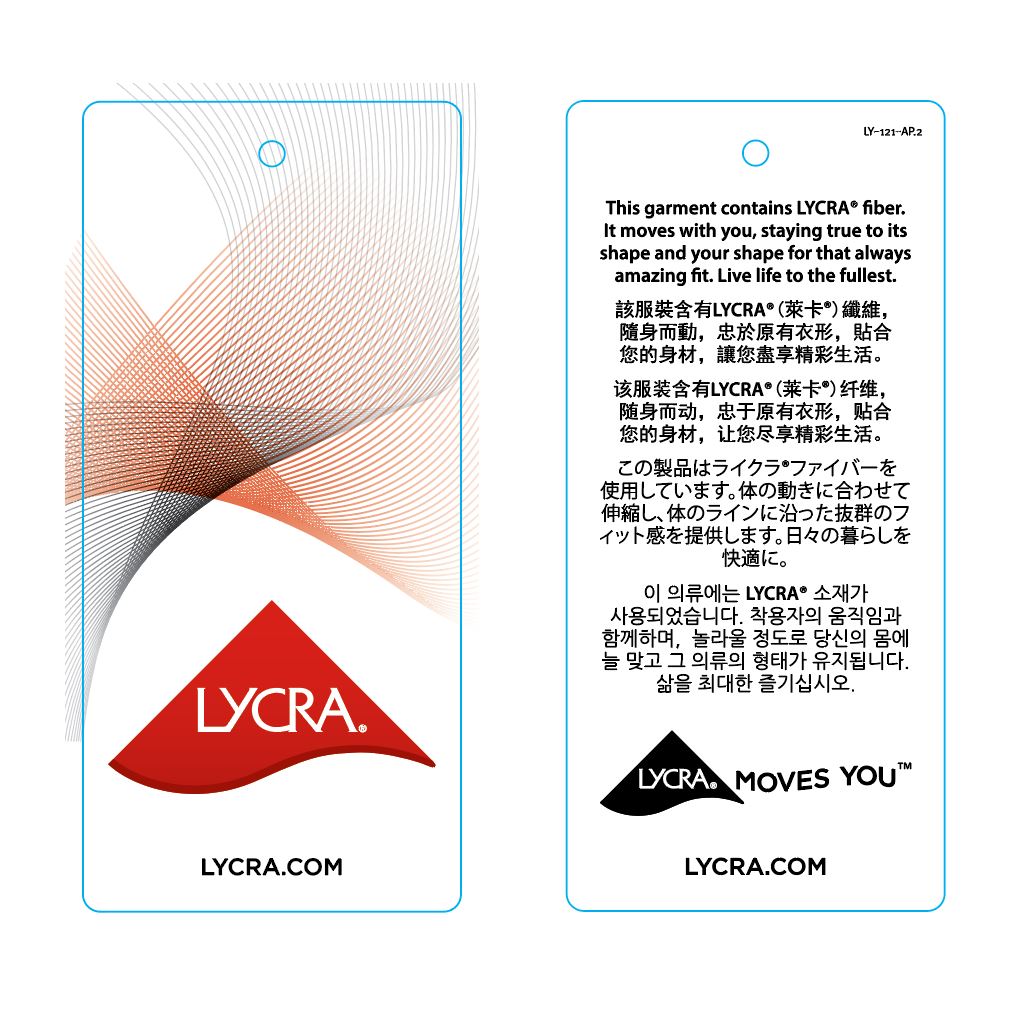 LYCRA®
LYCRA.COM
LY-121-AP.2
This garment contains LYCRA® fiber.
It moves with you, staying true to its
shape and your shape for that always
amazing fit. Live life to the fullest.
該服裝含有LYCRA®（萊卡®）纖維，
隨身而動，忠於原有衣形，貼合
您的身材，讓您盡享精彩生活。
该服装含有LYCRA®（莱卡®）纤维，
随身而动，忠于原有衣形，贴合
您的身材，让您尽享精彩生活。
この製品はライクラ®ファイバーを
使用しています。体の動きに合わせて
伸縮し、体のラインに沿った抜群のフ
ィット感を提供します。日々の暮らしを
快適に。
이 의류에는 LYCRA® 소재가
사용되었습니다. 착용자의 움직임과
함께하며, 놀라울 정도로 당신의 몸에
늘 맞고 그 의류의 형태가 유지됩니다.
삶을 최대한 즐기십시오.
LYCRA® MOVES YOU™
LYCRA.COM